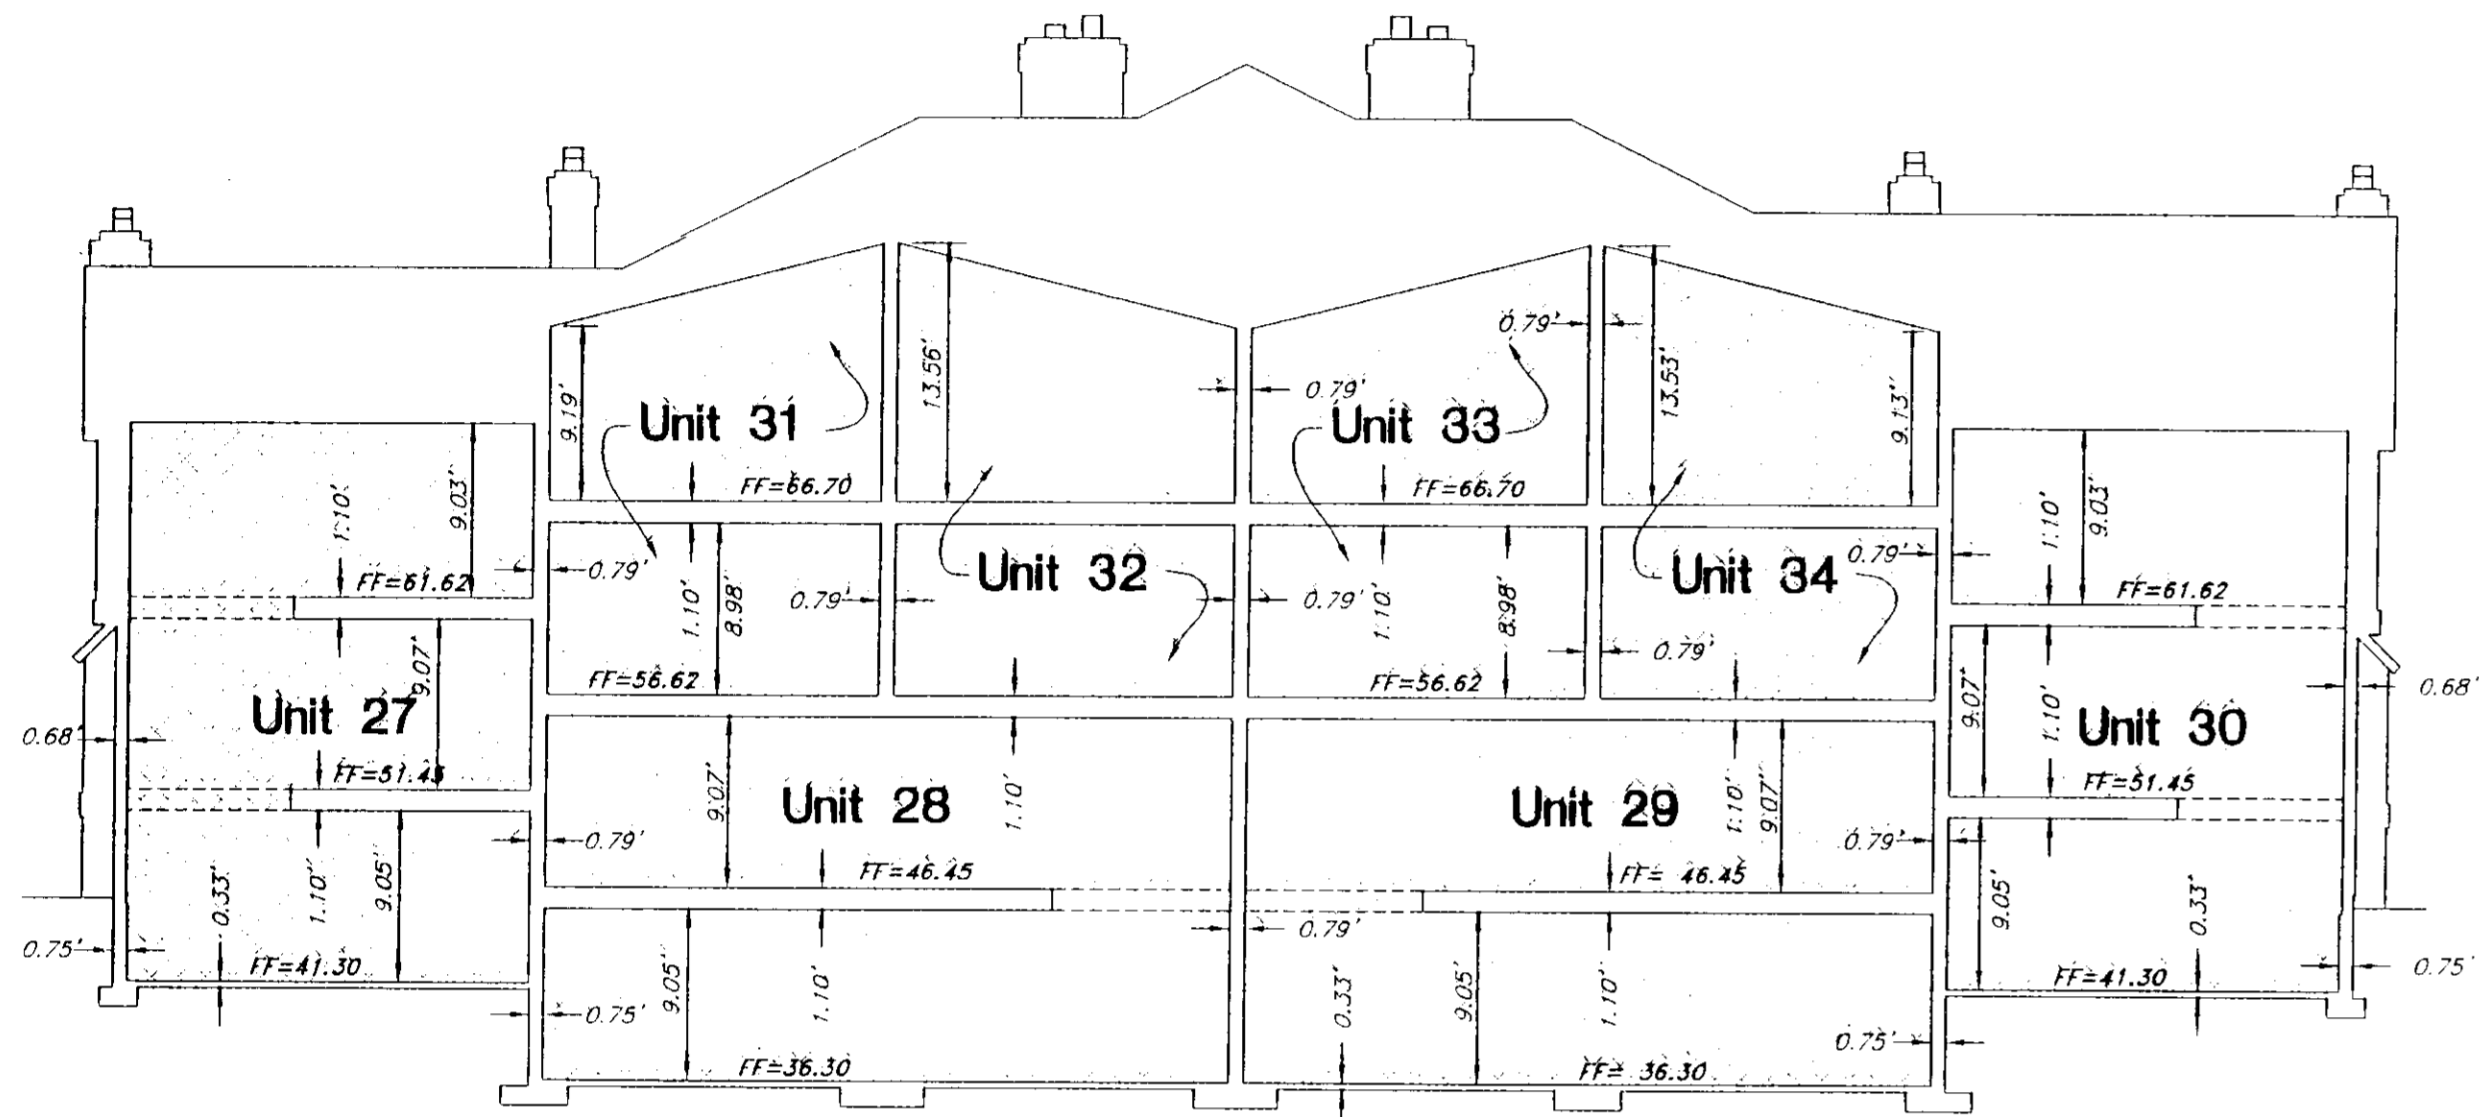 9.19'
Unit 31
FF=66.70
13.56'
0.79'
0.79'
Unit 33
FF=66.70
13.53'
9.13'
1.10'
9.03'
FF=61.62
0.79'
1.10'
8.98'
0.79'
Unit 32
0.79'
1.10'
8.98'
Unit 34
0.79'
0.79'
1.10'
9.03'
FF=61.62
FF=56.62
FF=56.62
9.07'
Unit 27
0.68'
FF=51.45
9.07'
1.10'
Unit 30
0.68'
FF=51.45
9.07'
Unit 28
1.10'
Unit 29
1.10'
9.07'
0.79'
0.79'
FF=46.45
FF= 46.45
0.33'
1.10'
9.05'
0.75'
FF=41.30
0.79'
9.05'
0.33'
0.75'
FF=41.30
0.75'
9.05'
1.10'
FF=36.30
0.33'
9.05'
1.10'
0.75'
FF= 36.30